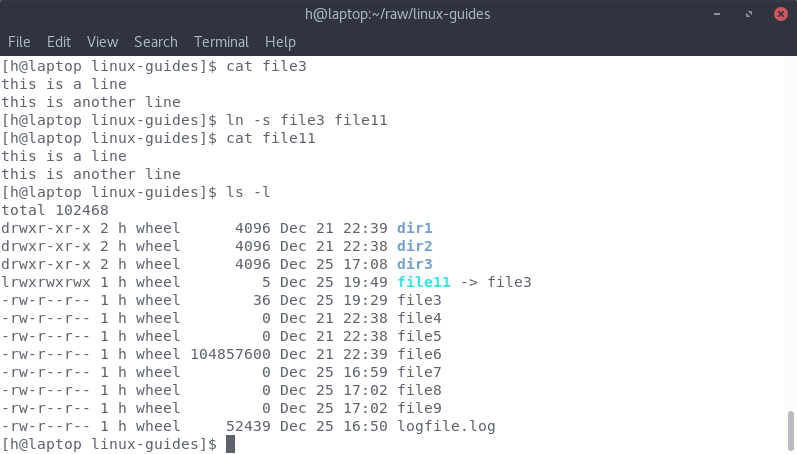 h@laptop:~/raw/linux-guides
File Edit View Search Terminal Help
[h@laptop linux-guides]$ cat file3
this is a line
this is another line
[h@laptop linux-guides]$ ln -s file3 file11
[h@laptop linux-guides]$ cat file11
this is a line
this is another line
[h@laptop linux-guides]$ ls -l
total 102468
drwxr-xr-x 2 h wheel      4096 Dec 21 22:39 dir1
drwxr-xr-x 2 h wheel      4096 Dec 21 22:38 dir2
drwxr-xr-x 2 h wheel      4096 Dec 25 17:08 dir3
lrwxrwxrwx 1 h wheel         5 Dec 25 19:49 file11 -> file3
-rw-r--r-- 1 h wheel        36 Dec 25 19:29 file3
-rw-r--r-- 1 h wheel         0 Dec 21 22:38 file4
-rw-r--r-- 1 h wheel         0 Dec 21 22:38 file5
-rw-r--r-- 1 h wheel 104857600 Dec 21 22:39 file6
-rw-r--r-- 1 h wheel         0 Dec 25 16:59 file7
-rw-r--r-- 1 h wheel         0 Dec 25 17:02 file8
-rw-r--r-- 1 h wheel         0 Dec 25 17:02 file9
-rw-r--r-- 1 h wheel     52439 Dec 25 16:50 logfile.log
[h@laptop linux-guides]$